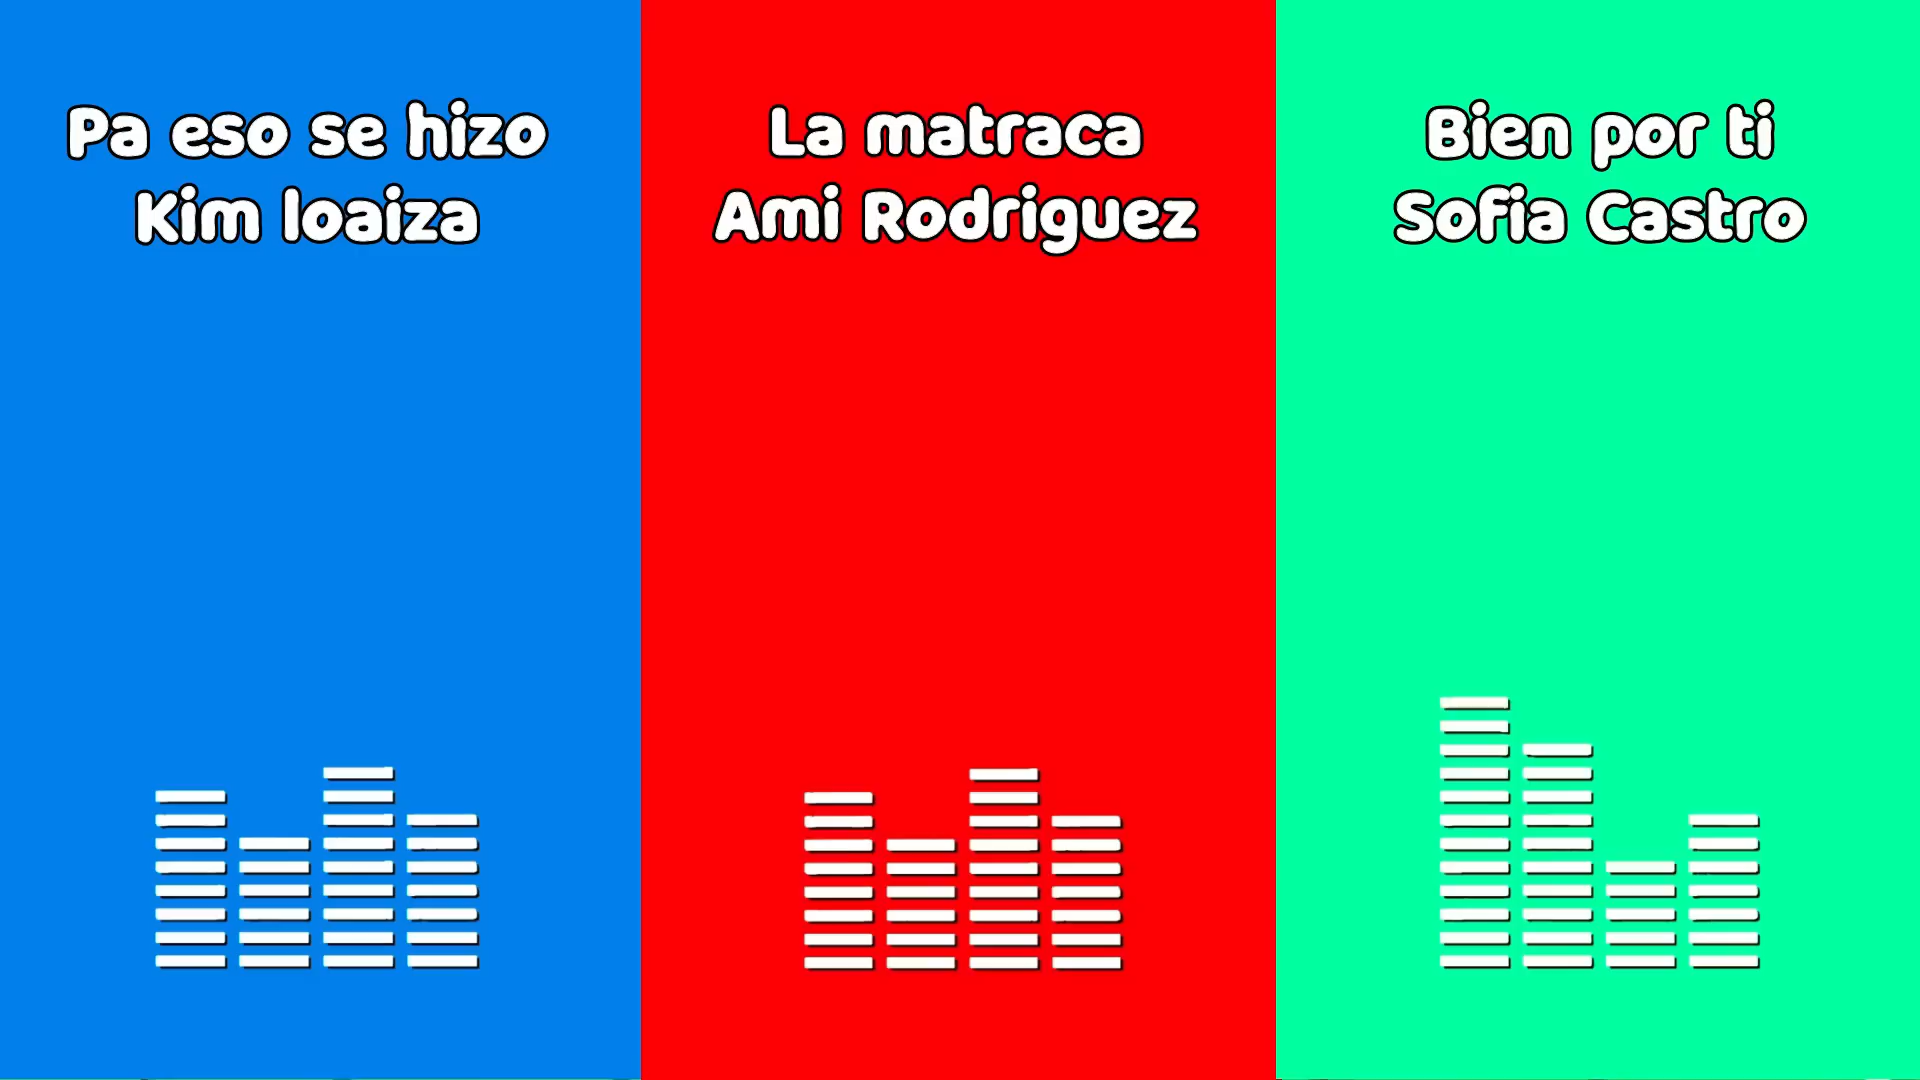 Pa eso se hizo
Kim loaiza
La matraca
Ami Rodriguez
Bien por ti
Sofia Castro